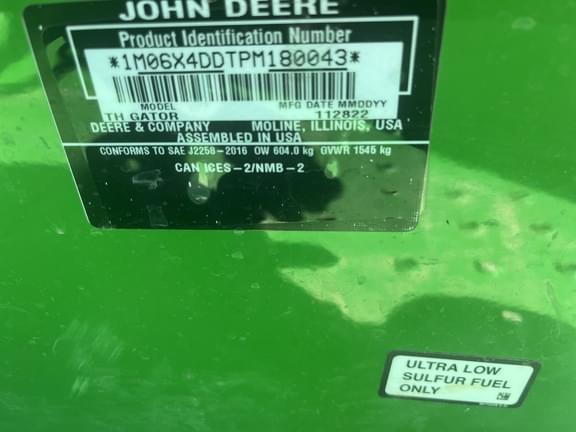 JOHN DEERE
Product Identification Number
*1M06X4DDTPM180043*
MODEL MFG DATE MMDDYY
TH GATOR 112822
DEERE & COMPANY MOLINE, ILLINOIS, USA
ASSEMBLED IN USA
CONFORMS TO SAE J2258-2016 OW 604.0 kg GVWR 1545 kg
CAN ICES-2/NMB-2
ULTRA LOW
SULFUR FUEL
ONLY